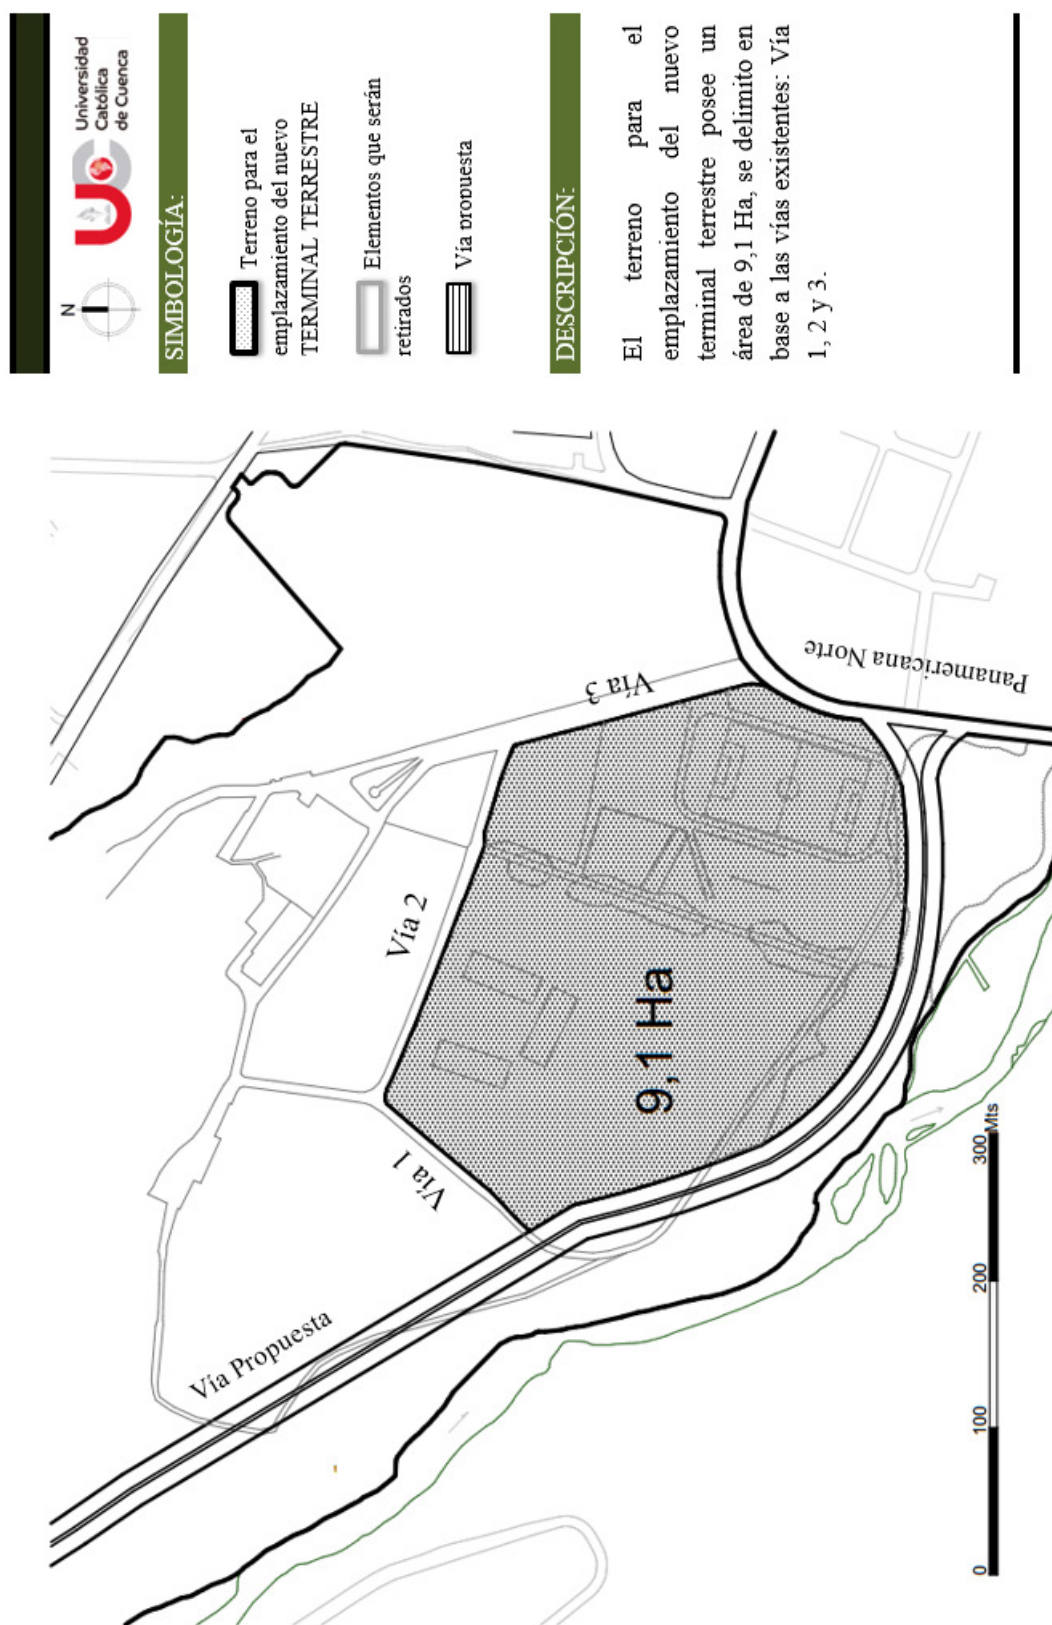 N
Universidad
Católica
de Cuenca
UC
SIMBOLOGÍA:
Terreno para el
emplazamiento del nuevo
TERMINAL TERRESTRE
Elementos que serán
retirados
Vía propuesta
DESCRIPCIÓN:
El terreno para el
emplazamiento del nuevo
terminal terrestre posee un
área de 9,1 Ha, se delimito en
base a las vías existentes: Vía
1, 2 y 3.
Vía Propuesta
Vía 1
Vía 2
Vía 3
9,1 Ha
Panamericana Norte
0 100 200 300 Mts